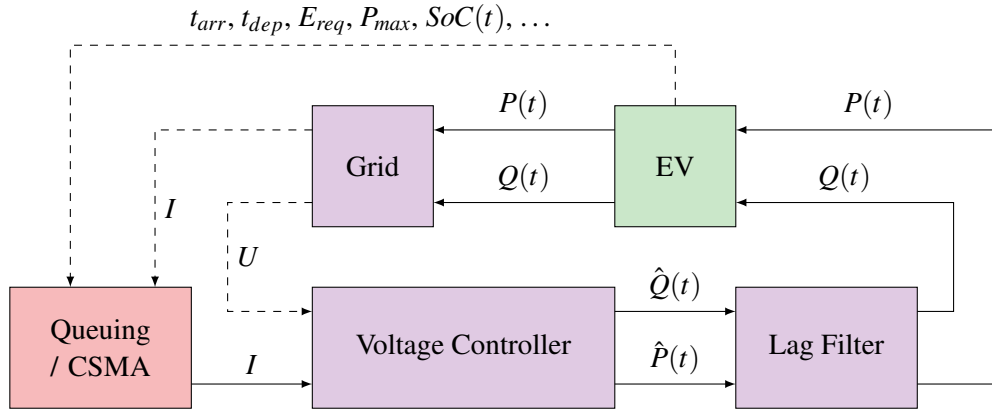 t_arr, t_dep, E_req, P_max, SoC(t), …
P(t)
P(t)
Grid
EV
Q(t)
Q(t)
I
U
Q̂(t)
Queuing
/ CSMA
Voltage Controller
Lag Filter
I
P̂(t)